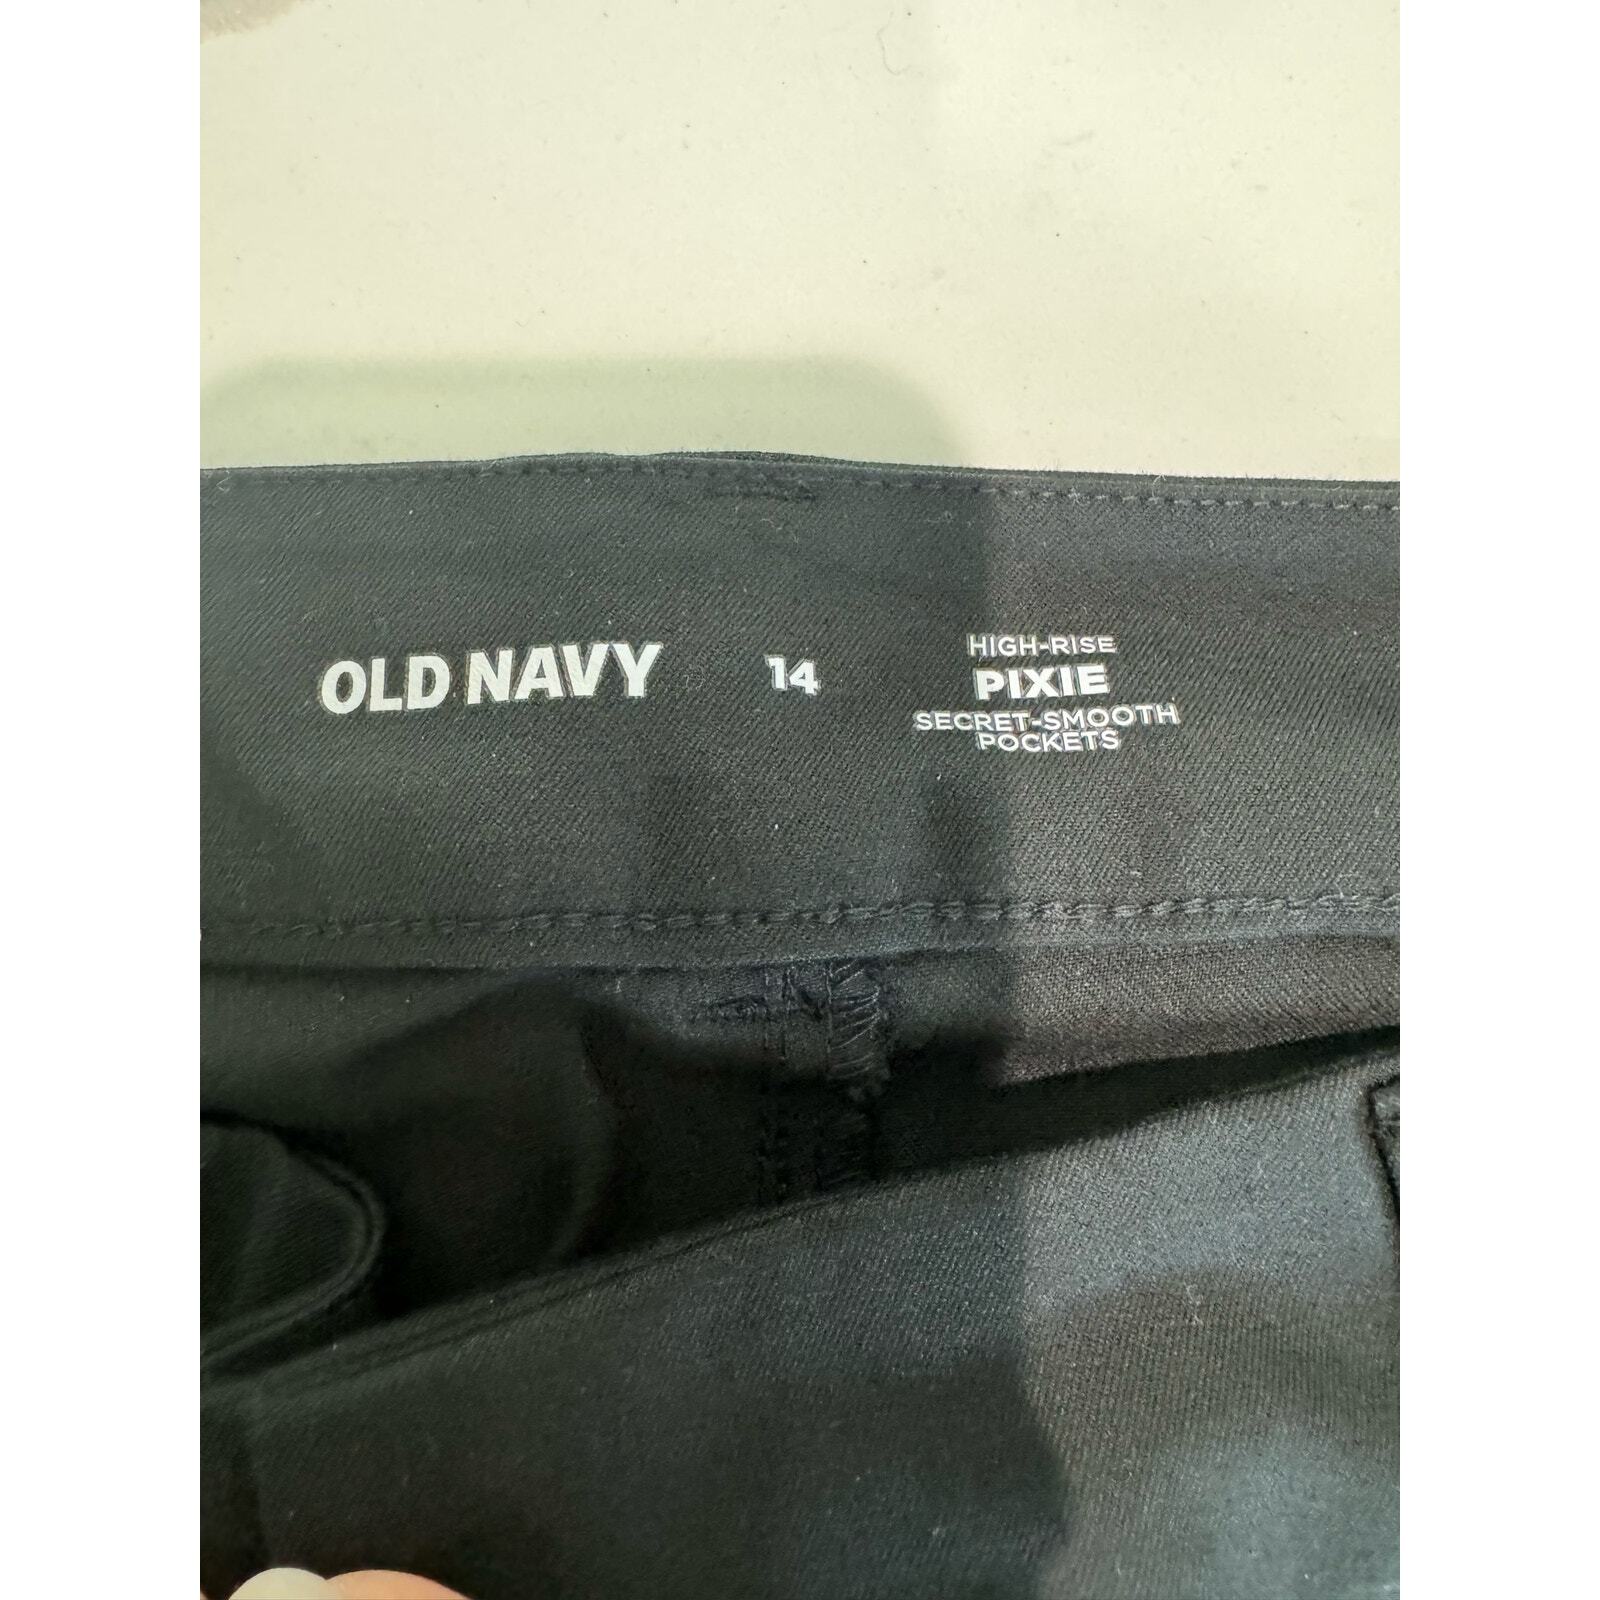 OLD NAVY
14
HIGH-RISE
PIXIE
SECRET-SMOOTH
POCKETS